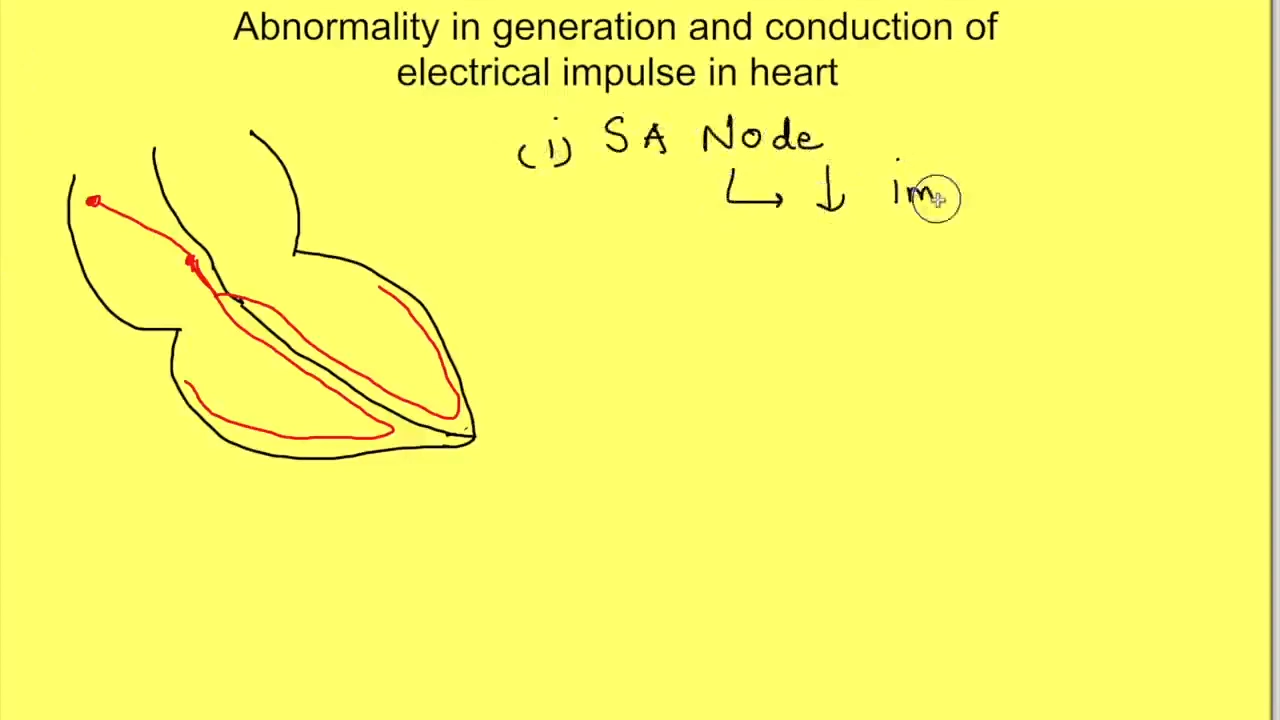 Abnormality in generation and conduction of
electrical impulse in heart
(i) SA Node
↳ ↓ im